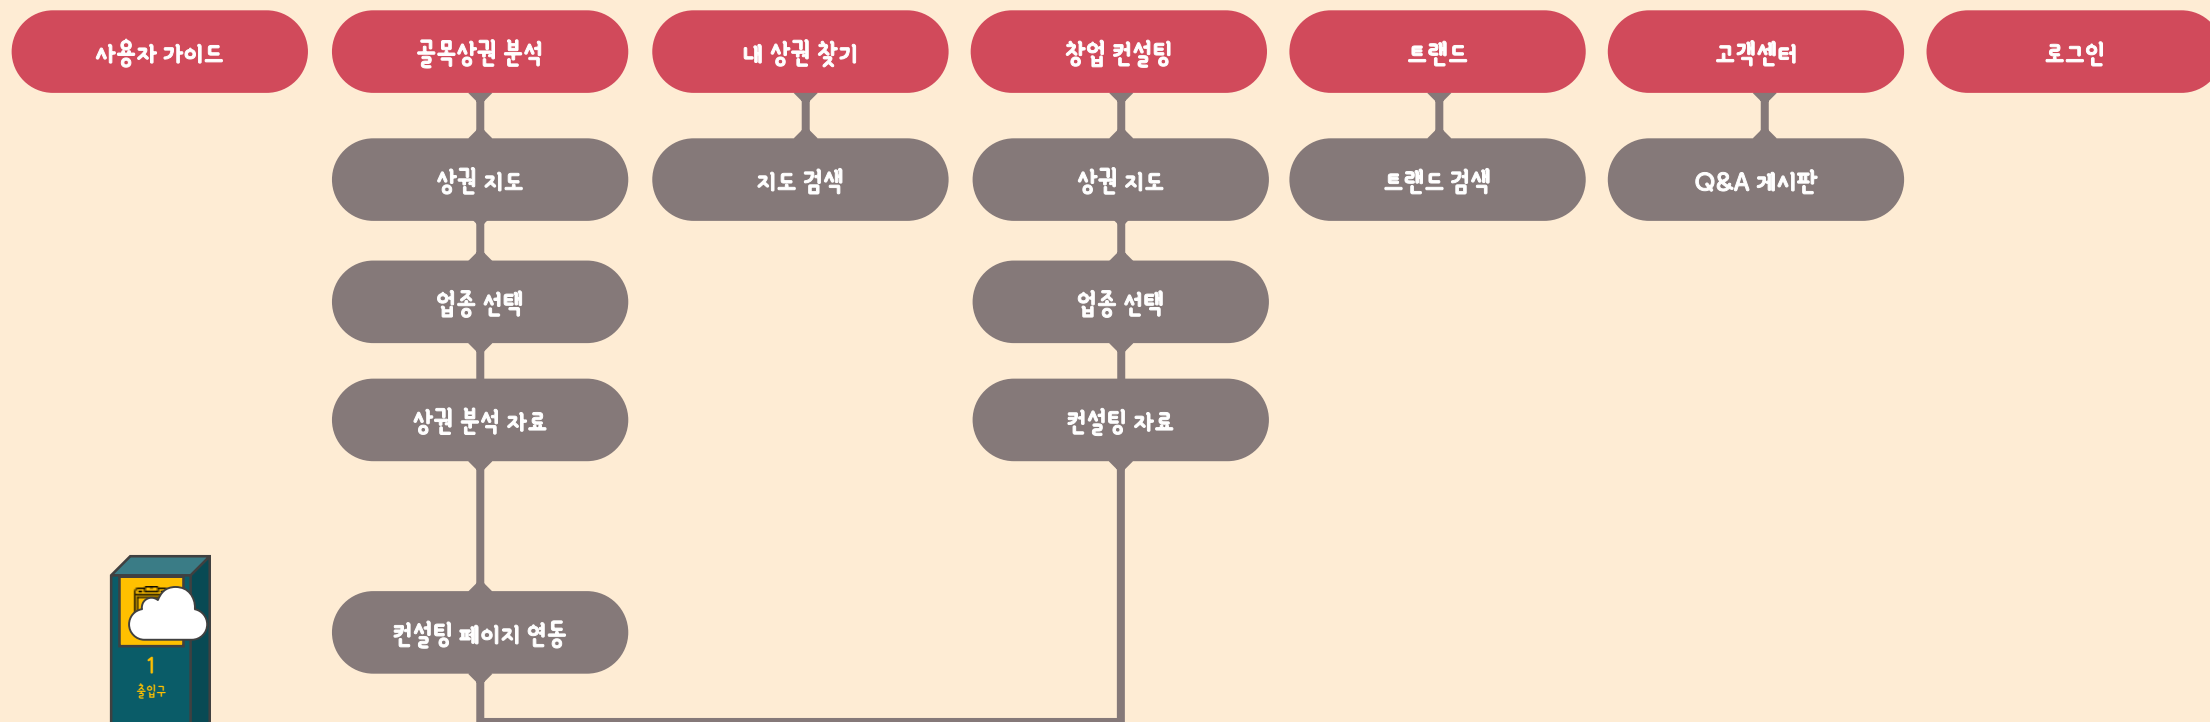 사용자 가이드
골목상권 분석
내 상권 찾기
창업 컨설팅
트랜드
고객센터
로그인
상권 지도
지도 검색
상권 지도
트랜드 검색
Q&A 게시판
업종 선택
업종 선택
상권 분석 자료
컨설팅 자료
컨설팅 페이지 연동
1
출입구